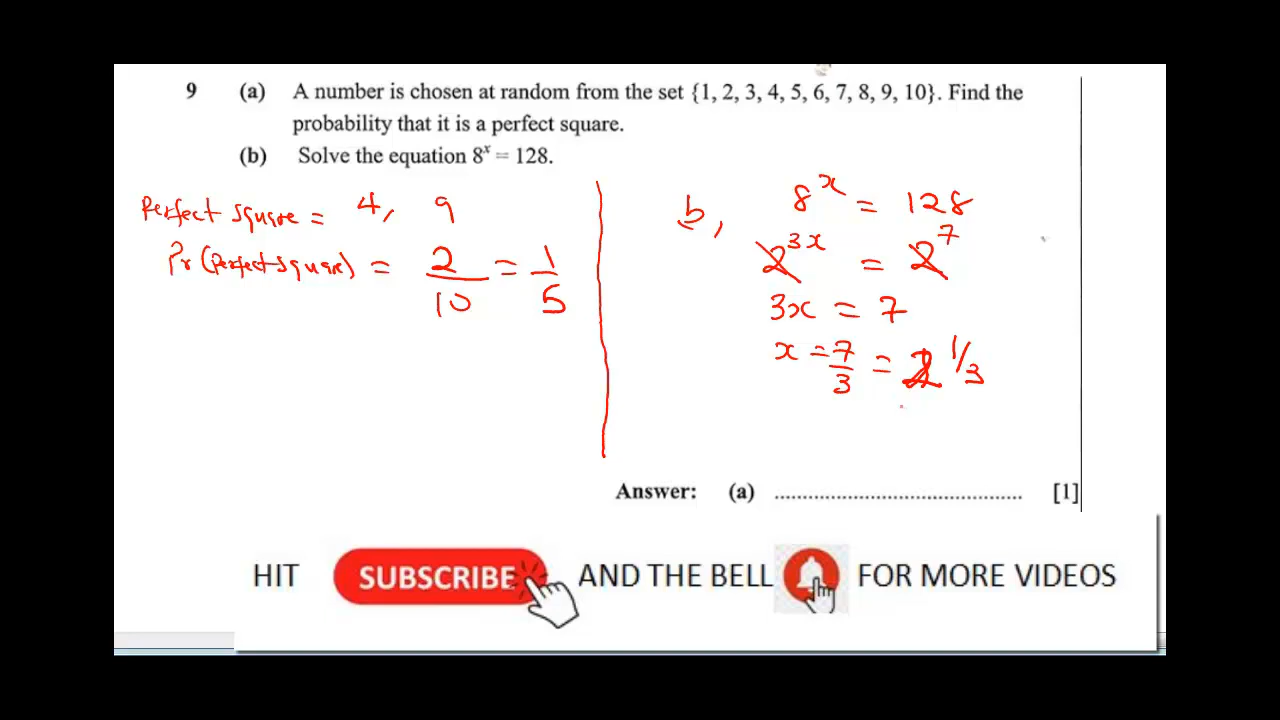 9 (a) A number is chosen at random from the set {1, 2, 3, 4, 5, 6, 7, 8, 9, 10}. Find the
probability that it is a perfect square.
(b) Solve the equation 8ˣ = 128.
Perfect square = 4, 9
Pr(Perfect square) = 2/10 = 1/5
b, 8ˣ = 128
2³ˣ = 2⁷
3x = 7
x = 7/3 = 2 1/3
Answer: (a) ............................................. [1]
HIT SUBSCRIBE AND THE BELL FOR MORE VIDEOS